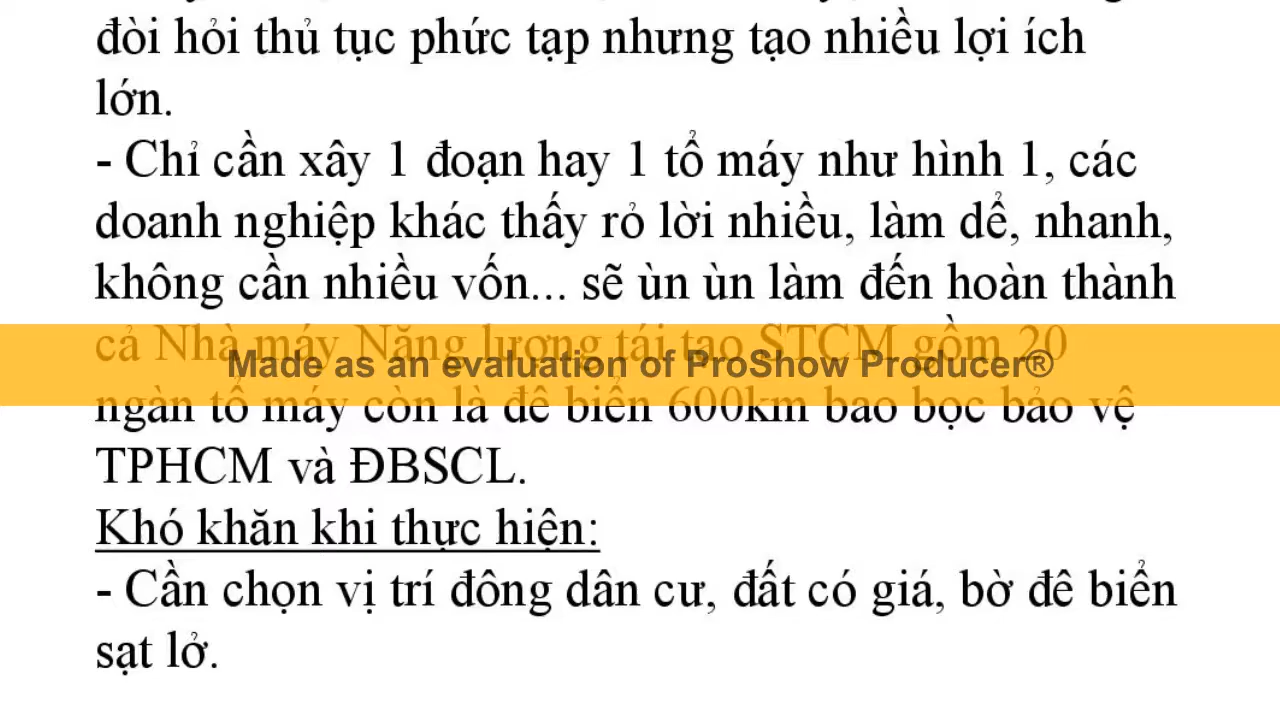 đòi hỏi thủ tục phức tạp nhưng tạo nhiều lợi ích
lớn.
- Chỉ cần xây 1 đoạn hay 1 tổ máy như hình 1, các
doanh nghiệp khác thấy rỏ lời nhiều, làm dể, nhanh,
không cần nhiều vốn... sẽ ùn ùn làm đến hoàn thành
cả Nhà máy Năng lượng tái tạo STCM gồm 20
Made as an evaluation of ProShow Producer®
ngàn tổ máy còn là đê biển 600km bao bọc bảo vệ
TPHCM và ĐBSCL.
Khó khăn khi thực hiện:
- Cần chọn vị trí đông dân cư, đất có giá, bờ đê biển
sạt lở.